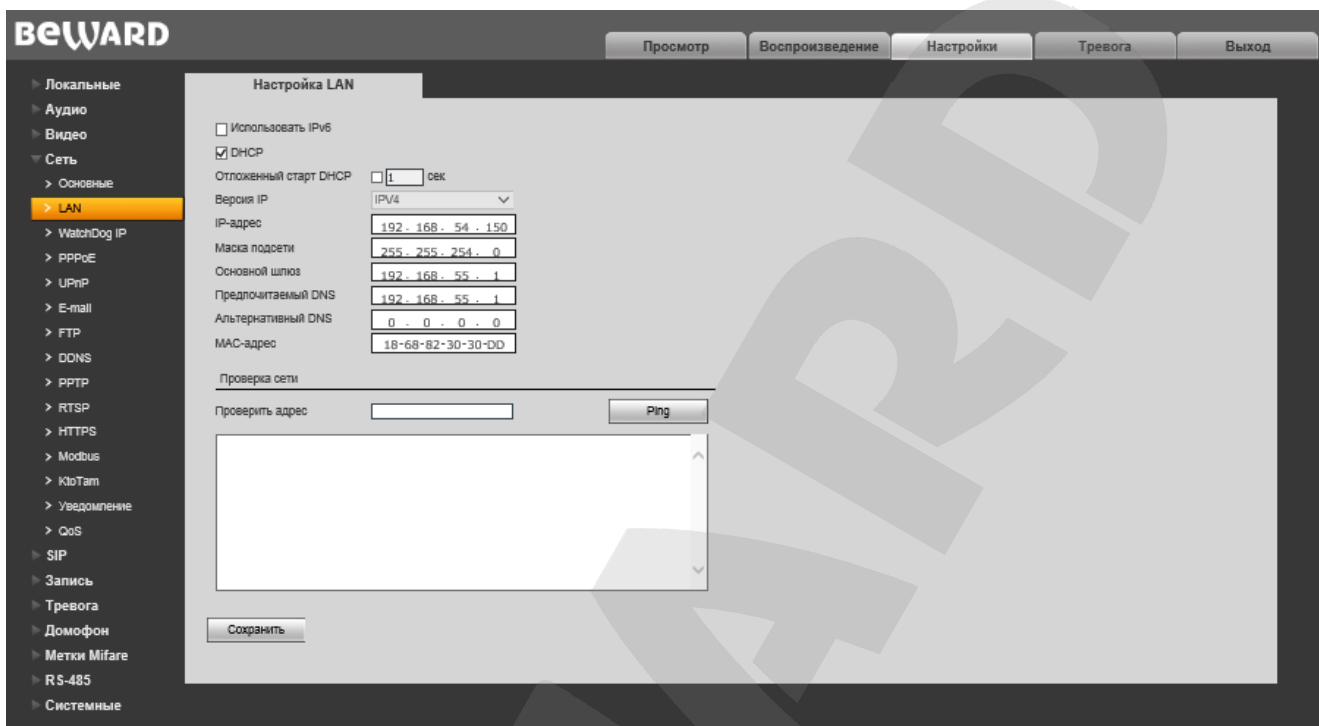 BEWARD
Просмотр Воспроизведение Настройки Тревога Выход
Локальные
Аудио
Видео
Сеть
> Основные
> LAN
> WatchDog IP
> PPPoE
> UPnP
> E-mail
> FTP
> DDNS
> PPTP
> RTSP
> HTTPS
> Modbus
> KtoTam
> Уведомление
> QoS
SIP
Запись
Тревога
Домофон
Метки Mifare
RS-485
Системные
Настройка LAN
Использовать IPv6
DHCP
Отложенный старт DHCP 1 сек
Версия IP IPV4
IP-адрес 192 . 168 . 54 . 150
Маска подсети 255 . 255 . 254 . 0
Основной шлюз 192 . 168 . 55 . 1
Предпочитаемый DNS 192 . 168 . 55 . 1
Альтернативный DNS 0 . 0 . 0 . 0
MAC-адрес 18-68-82-30-30-DD
Проверка сети
Проверить адрес Ping
Сохранить